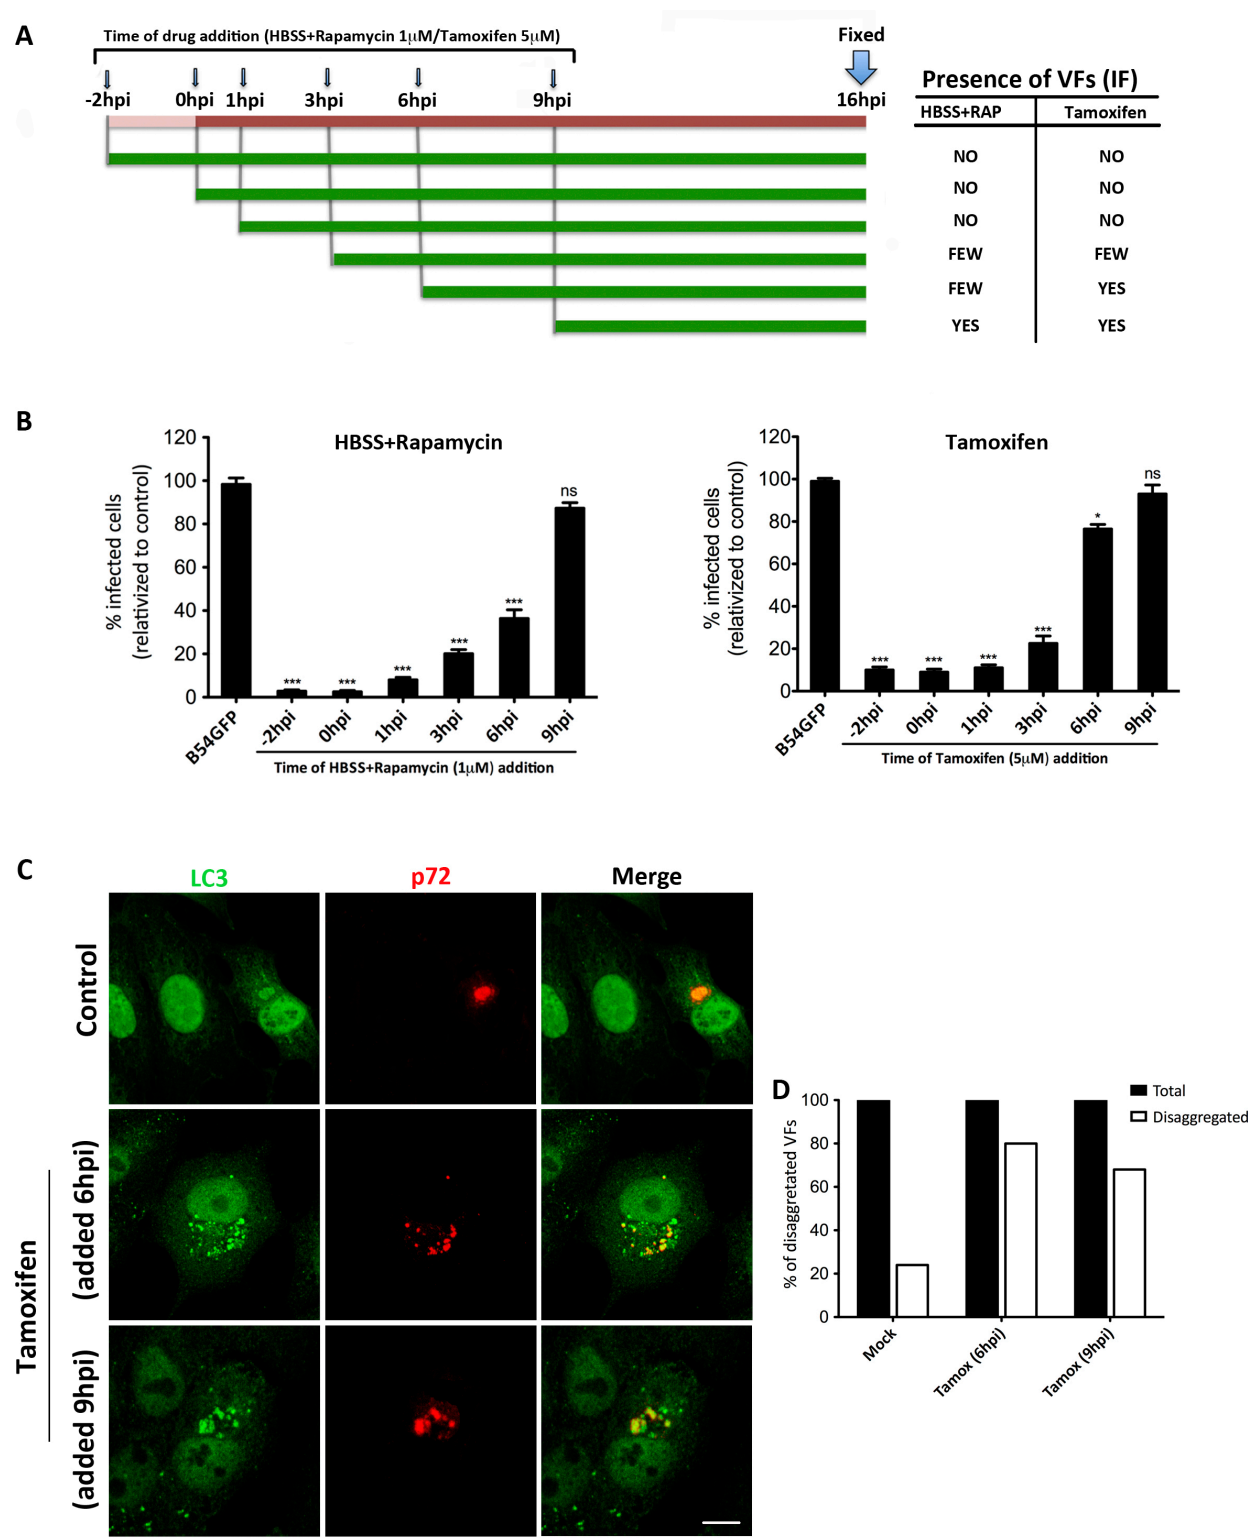 A
Time of drug addition (HBSS+Rapamycin 1μM/Tamoxifen 5μM)
Fixed
-2hpi 0hpi 1hpi 3hpi 6hpi 9hpi 16hpi
Presence of VFs (IF)
HBSS+RAP Tamoxifen
NO NO
NO NO
NO NO
FEW FEW
FEW YES
YES YES
B
HBSS+Rapamycin
% infected cells
(relativized to control)
120
100
80
60
40
20
0
*** *** *** *** *** ns
B54GFP -2hpi 0hpi 1hpi 3hpi 6hpi 9hpi
Time of HBSS+Rapamycin (1μM) addition
Tamoxifen
% infected cells
(relativized to control)
120
100
80
60
40
20
0
*** *** *** *** * ns
B54GFP -2hpi 0hpi 1hpi 3hpi 6hpi 9hpi
Time of Tamoxifen (5μM) addition
C
LC3 p72 Merge
Control
Tamoxifen
(added 6hpi)
(added 9hpi)
D
Total
Disaggregated
% of disaggretated VFs
100
80
60
40
20
0
Mock Tamox (6hpi) Tamox (9hpi)